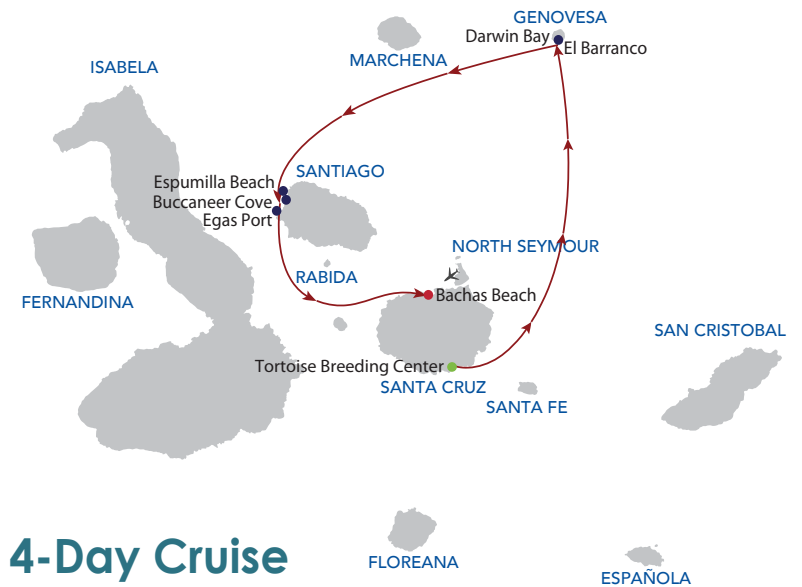 GENOVESA
Darwin Bay
El Barranco
MARCHENA
ISABELA
SANTIAGO
Espumilla Beach
Buccaneer Cove
Egas Port
NORTH SEYMOUR
RABIDA
FERNANDINA
Bachas Beach
SAN CRISTOBAL
Tortoise Breeding Center
SANTA CRUZ
SANTA FE
4-Day Cruise
FLOREANA
ESPAÑOLA